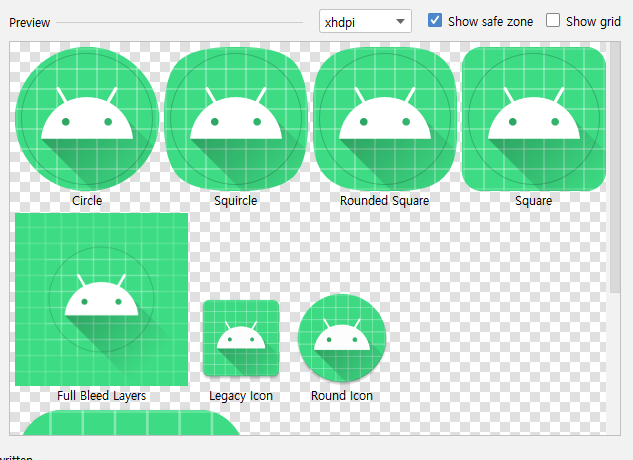 Preview
xhdpi
Show safe zone
Show grid
Circle
Squircle
Rounded Square
Square
Full Bleed Layers
Legacy Icon
Round Icon